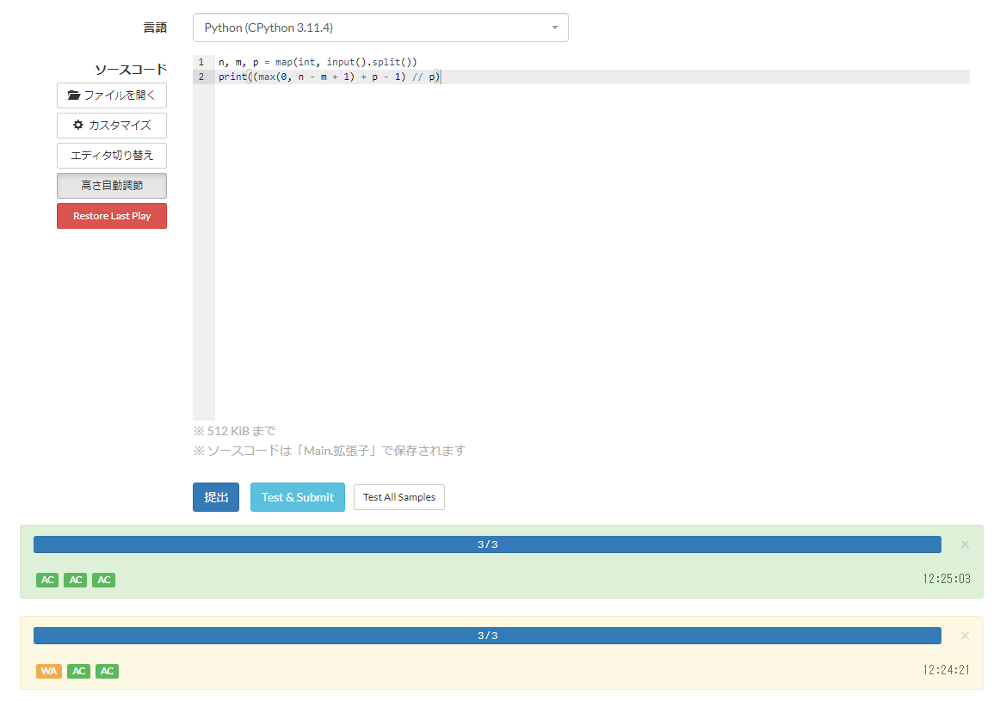 言語
Python (CPython 3.11.4)
ソースコード
ファイルを開く
カスタマイズ
エディタ切り替え
高さ自動調節
Restore Last Play
1 n, m, p = map(int, input().split())
2 print((max(0, n - m + 1) + p - 1) // p)
※ 512 KiB まで
※ ソースコードは「Main.拡張子」で保存されます
提出 Test & Submit Test All Samples
3 / 3 ×
AC AC AC 12:25:03
3 / 3 ×
WA AC AC 12:24:21